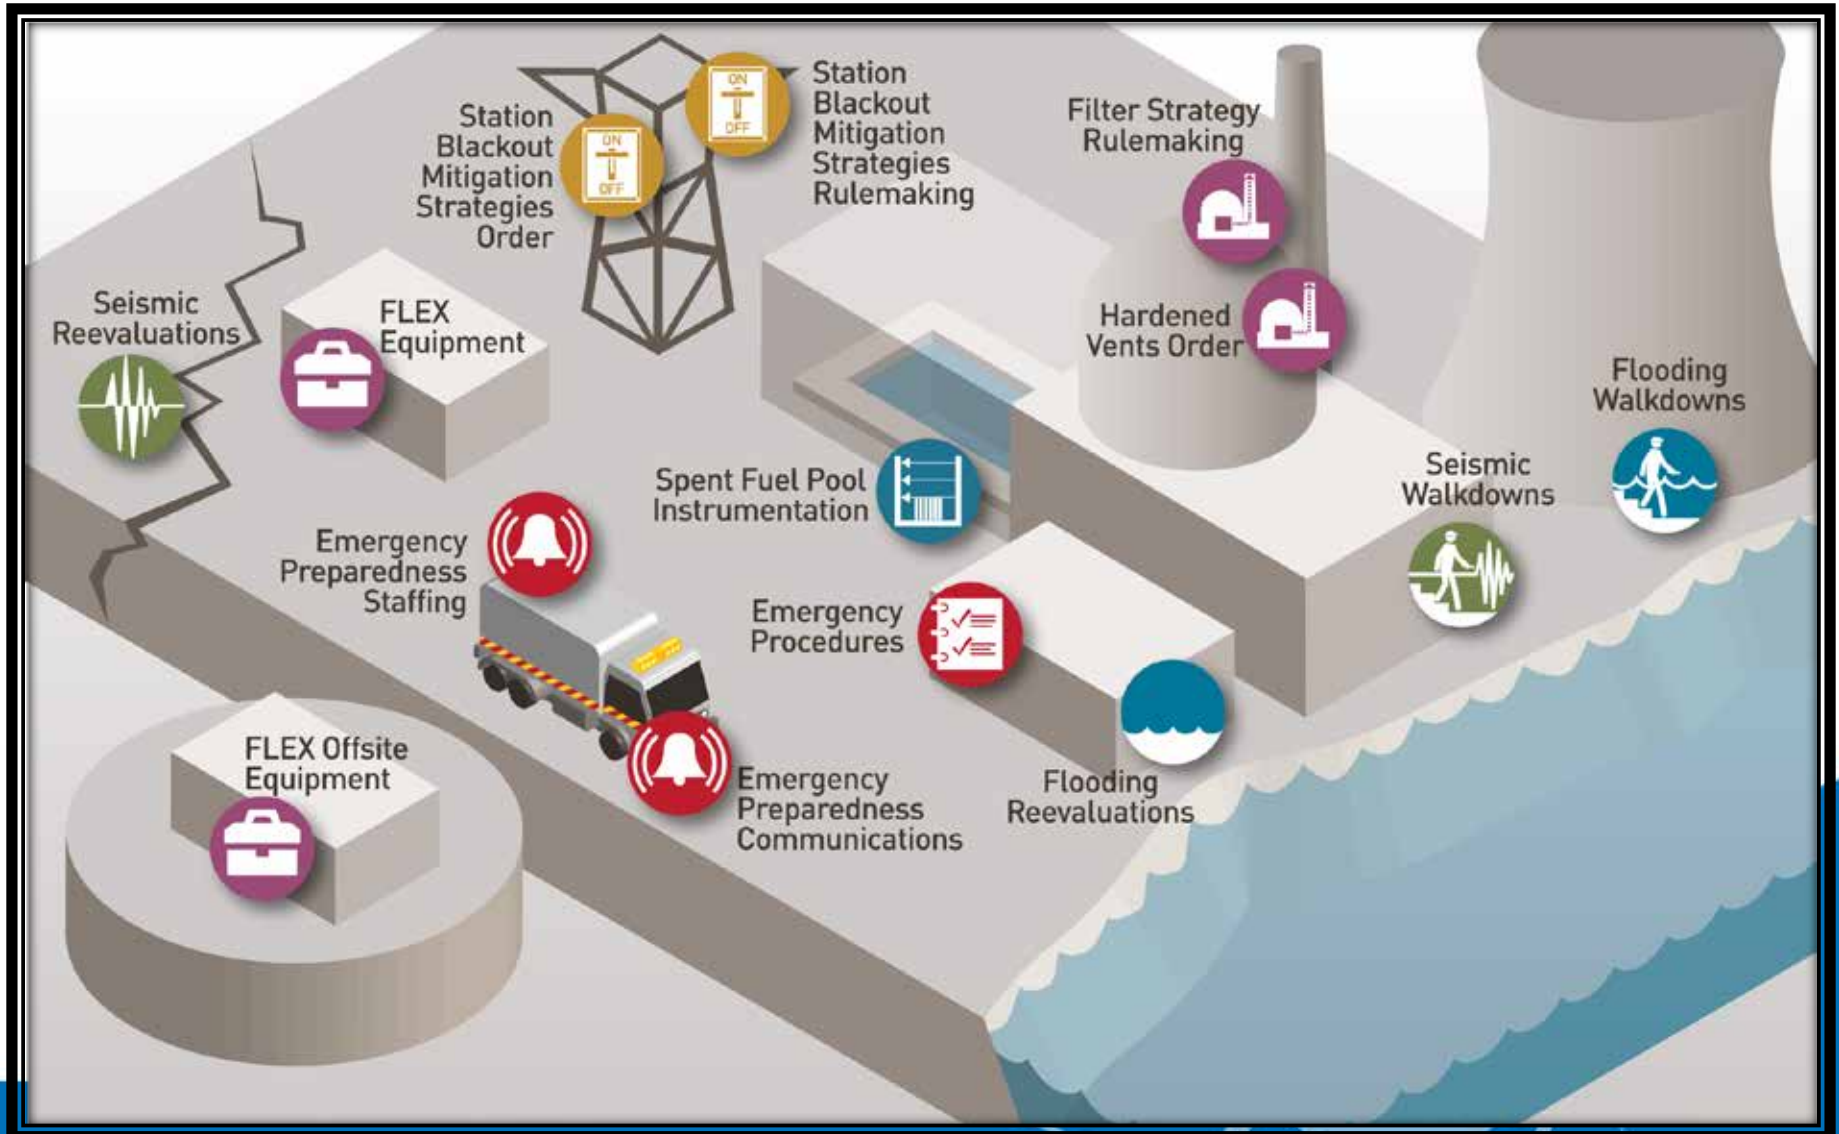 Station
Blackout
Mitigation
Strategies
Order
ON
OFF
ON
OFF
Station
Blackout
Mitigation
Strategies
Rulemaking
Filter Strategy
Rulemaking
Seismic
Reevaluations
FLEX
Equipment
Hardened
Vents Order
Flooding
Walkdowns
Spent Fuel Pool
Instrumentation
Seismic
Walkdowns
Emergency
Preparedness
Staffing
Emergency
Procedures
FLEX Offsite
Equipment
Emergency
Preparedness
Communications
Flooding
Reevaluations